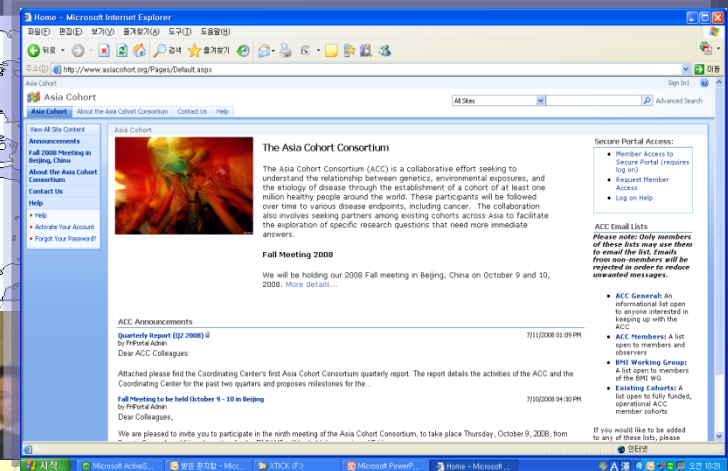 Home - Microsoft Internet Explorer
파일(F) 편집(E) 보기(V) 즐겨찾기(A) 도구(T) 도움말(H)
뒤로 검색 즐겨찾기
주소(D) http://www.asiacohort.org/Pages/Default.aspx 이동
Asia Cohort Sign In
Asia Cohort All Sites Advanced Search
Asia Cohort About the Asia Cohort Consortium Contact Us Help
View All Site Content
Announcements
Fall 2008 Meeting in
Beijing, China
About the Asia Cohort
Consortium
Contact Us
Help
Help
Activate Your Account
Forgot Your Password?
Asia Cohort
The Asia Cohort Consortium
The Asia Cohort Consortium (ACC) is a collaborative effort seeking to
understand the relationship between genetics, environmental exposures, and
the etiology of disease through the establishment of a cohort of at least one
million healthy people around the world. These participants will be followed
over time to various disease endpoints, including cancer. The collaboration
also involves seeking partners among existing cohorts across Asia to facilitate
the exploration of specific research questions that need more immediate
answers.
Fall Meeting 2008
We will be holding our 2008 Fall meeting in Beijing, China on October 9 and 10,
2008. More details...
ACC Announcements
Quarterly Report (Q2 2008) 7/11/2008 01:09 PM
by FHPortal Admin
Dear ACC Colleagues:
Attached please find the Coordinating Center's first Asia Cohort Consortium quarterly report. The report details the activities of the ACC and the
Coordinating Center for the past two quarters and proposes milestones for the...
Fall Meeting to be held October 9 - 10 in Beijing 7/10/2008 04:30 PM
by FHPortal Admin
Dear Colleagues,
We are pleased to invite you to participate in the ninth meeting of the Asia Cohort Consortium, to take place Thursday, October 9, 2008, from
Secure Portal Access:
Member Access to
Secure Portal (requires
log on)
Request Member
Access
Log on Help
ACC Email Lists
Please note: Only members
of these lists may use them
to email the list. Emails
from non-members will be
rejected in order to reduce
unwanted messages.
ACC General: An
informational list open
to anyone interested in
keeping up with the
ACC
ACC Members: A list
open to members and
observers
BMI Working Group:
A list open to members
of the BMI WG
Existing Cohorts: A
list open to fully funded,
operational ACC
member cohorts
If you would like to be added
to any of these lists, please
인터넷
시작 Microsoft ActiveS... 받은 편지함 - Micr... XTICK (F:) Microsoft PowerP... Home - Microsoft ... A 漢 오전 10:28